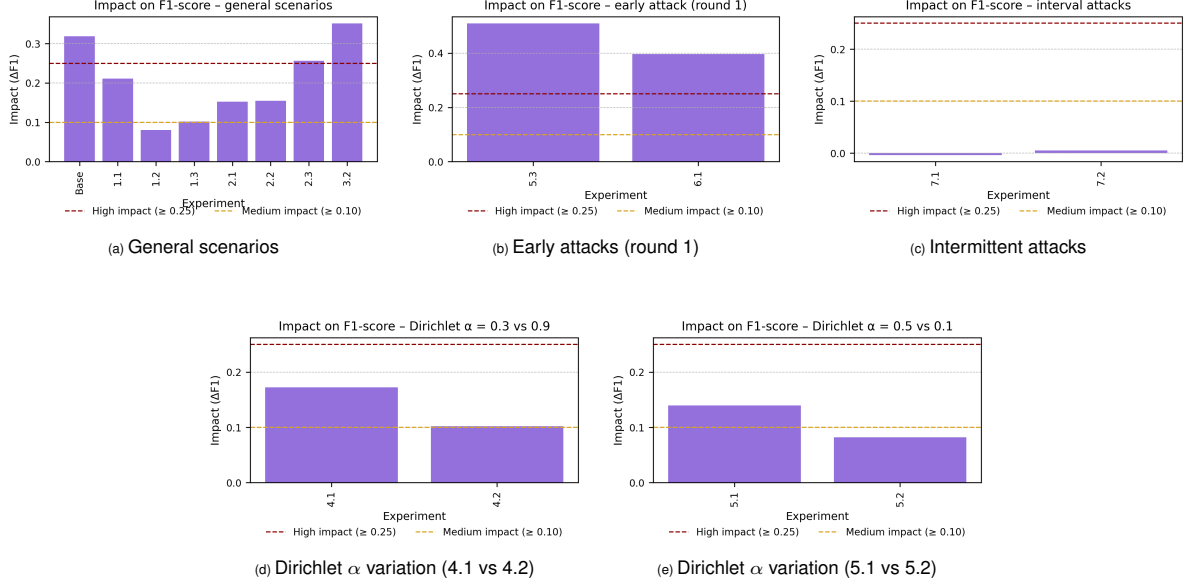 Impact on F1-score – general scenarios
Impact (ΔF1)
0.3
0.2
0.1
0.0
Base
1.1
1.2
1.3
2.1
2.2
2.3
3.2
Experiment
High impact (≥ 0.25)
Medium impact (≥ 0.10)
(a) General scenarios
Impact on F1-score – early attack (round 1)
Impact (ΔF1)
0.4
0.2
0.0
5.3
6.1
Experiment
High impact (≥ 0.25)
Medium impact (≥ 0.10)
(b) Early attacks (round 1)
Impact on F1-score – interval attacks
Impact (ΔF1)
0.2
0.1
0.0
7.1
7.2
Experiment
High impact (≥ 0.25)
Medium impact (≥ 0.10)
(c) Intermittent attacks
Impact on F1-score – Dirichlet α = 0.3 vs 0.9
Impact (ΔF1)
0.2
0.1
0.0
4.1
4.2
Experiment
High impact (≥ 0.25)
Medium impact (≥ 0.10)
(d) Dirichlet α variation (4.1 vs 4.2)
Impact on F1-score – Dirichlet α = 0.5 vs 0.1
Impact (ΔF1)
0.2
0.1
0.0
5.1
5.2
Experiment
High impact (≥ 0.25)
Medium impact (≥ 0.10)
(e) Dirichlet α variation (5.1 vs 5.2)